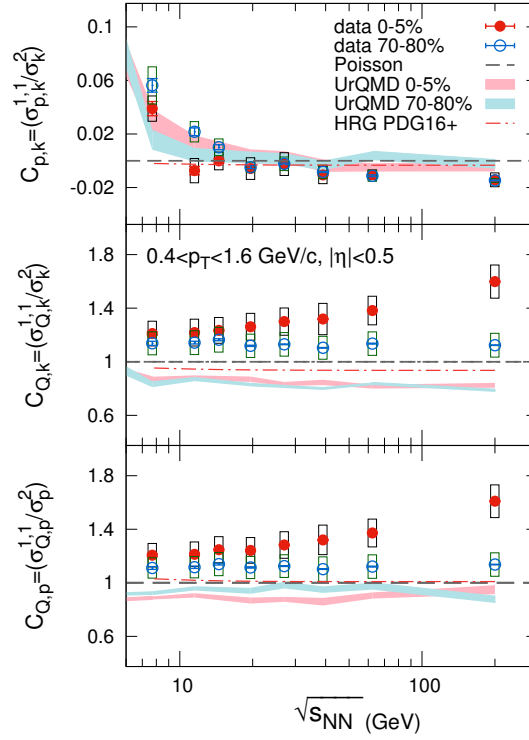 0.1
0.06
0.02
-0.02
C_{p,k}=(σ^{1,1}_{p,k}/σ^2_k)
data 0-5%
data 70-80%
Poisson
UrQMD 0-5%
UrQMD 70-80%
HRG PDG16+
0.4<p_T<1.6 GeV/c, |η|<0.5
1.8
1.4
1
0.6
C_{Q,k}=(σ^{1,1}_{Q,k}/σ^2_k)
1.8
1.4
1
0.6
C_{Q,p}=(σ^{1,1}_{Q,p}/σ^2_p)
10 100
√s_{NN} (GeV)